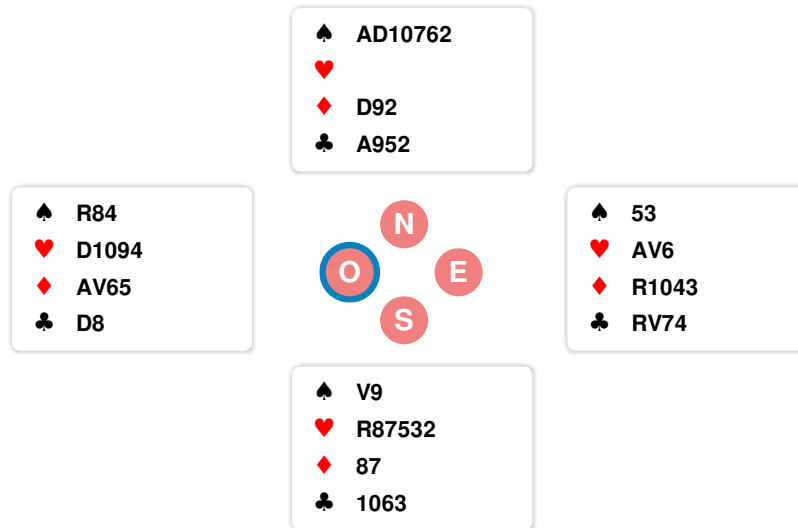 ♠ AD10762
♥
♦ D92
♣ A952
♠ R84
♥ D1094
♦ AV65
♣ D8
N
O E
S
♠ 53
♥ AV6
♦ R1043
♣ RV74
♠ V9
♥ R87532
♦ 87
♣ 1063